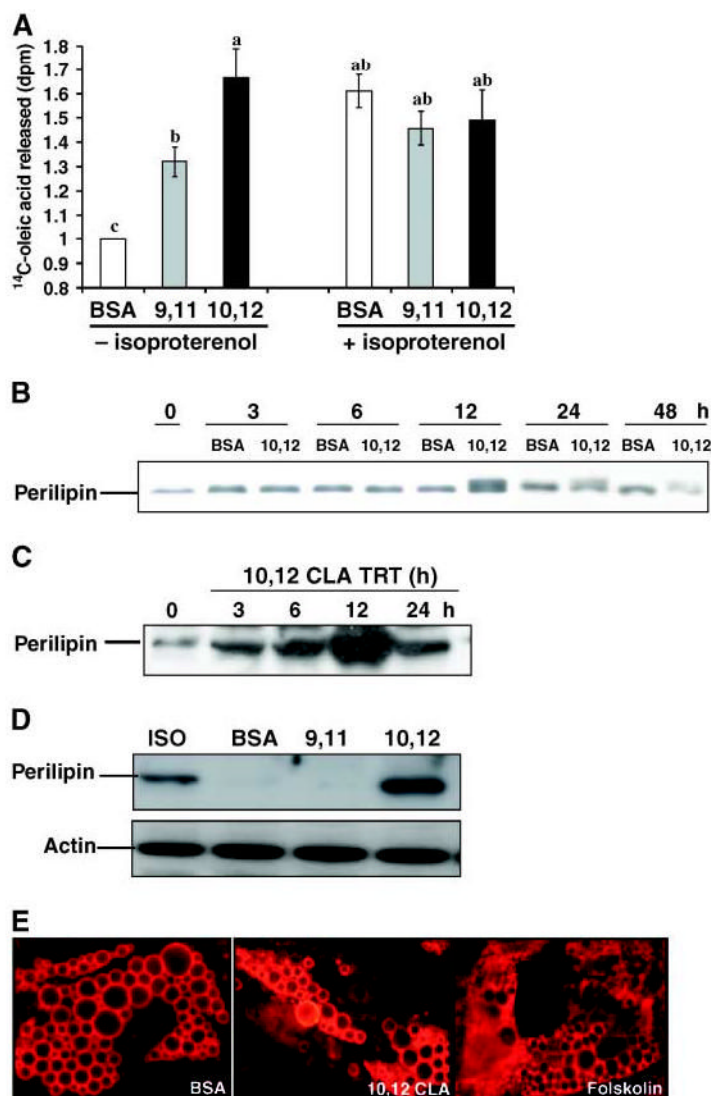 A
¹⁴C-oleic acid released (dpm)
1.8
1.7
1.6
1.5
1.4
1.3
1.2
1.1
1
0.9
0.8
c
b
a
ab
ab
ab
BSA 9,11 10,12 BSA 9,11 10,12
– isoproterenol + isoproterenol
B
0 3 6 12 24 48 h
BSA 10,12 BSA 10,12 BSA 10,12 BSA 10,12 BSA 10,12
Perilipin
C
10,12 CLA TRT (h)
0 3 6 12 24 h
Perilipin
D
ISO BSA 9,11 10,12
Perilipin
Actin
E
BSA 10,12 CLA Folskolin